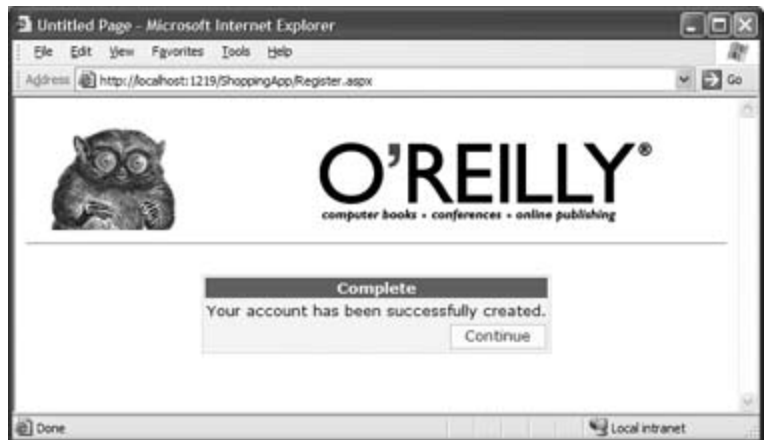 Untitled Page - Microsoft Internet Explorer
File Edit View Favorites Tools Help
Address http://localhost:1219/ShoppingApp/Register.aspx Go
O'REILLY®
computer books • conferences • online publishing
Complete
Your account has been successfully created.
Continue
Done Local intranet